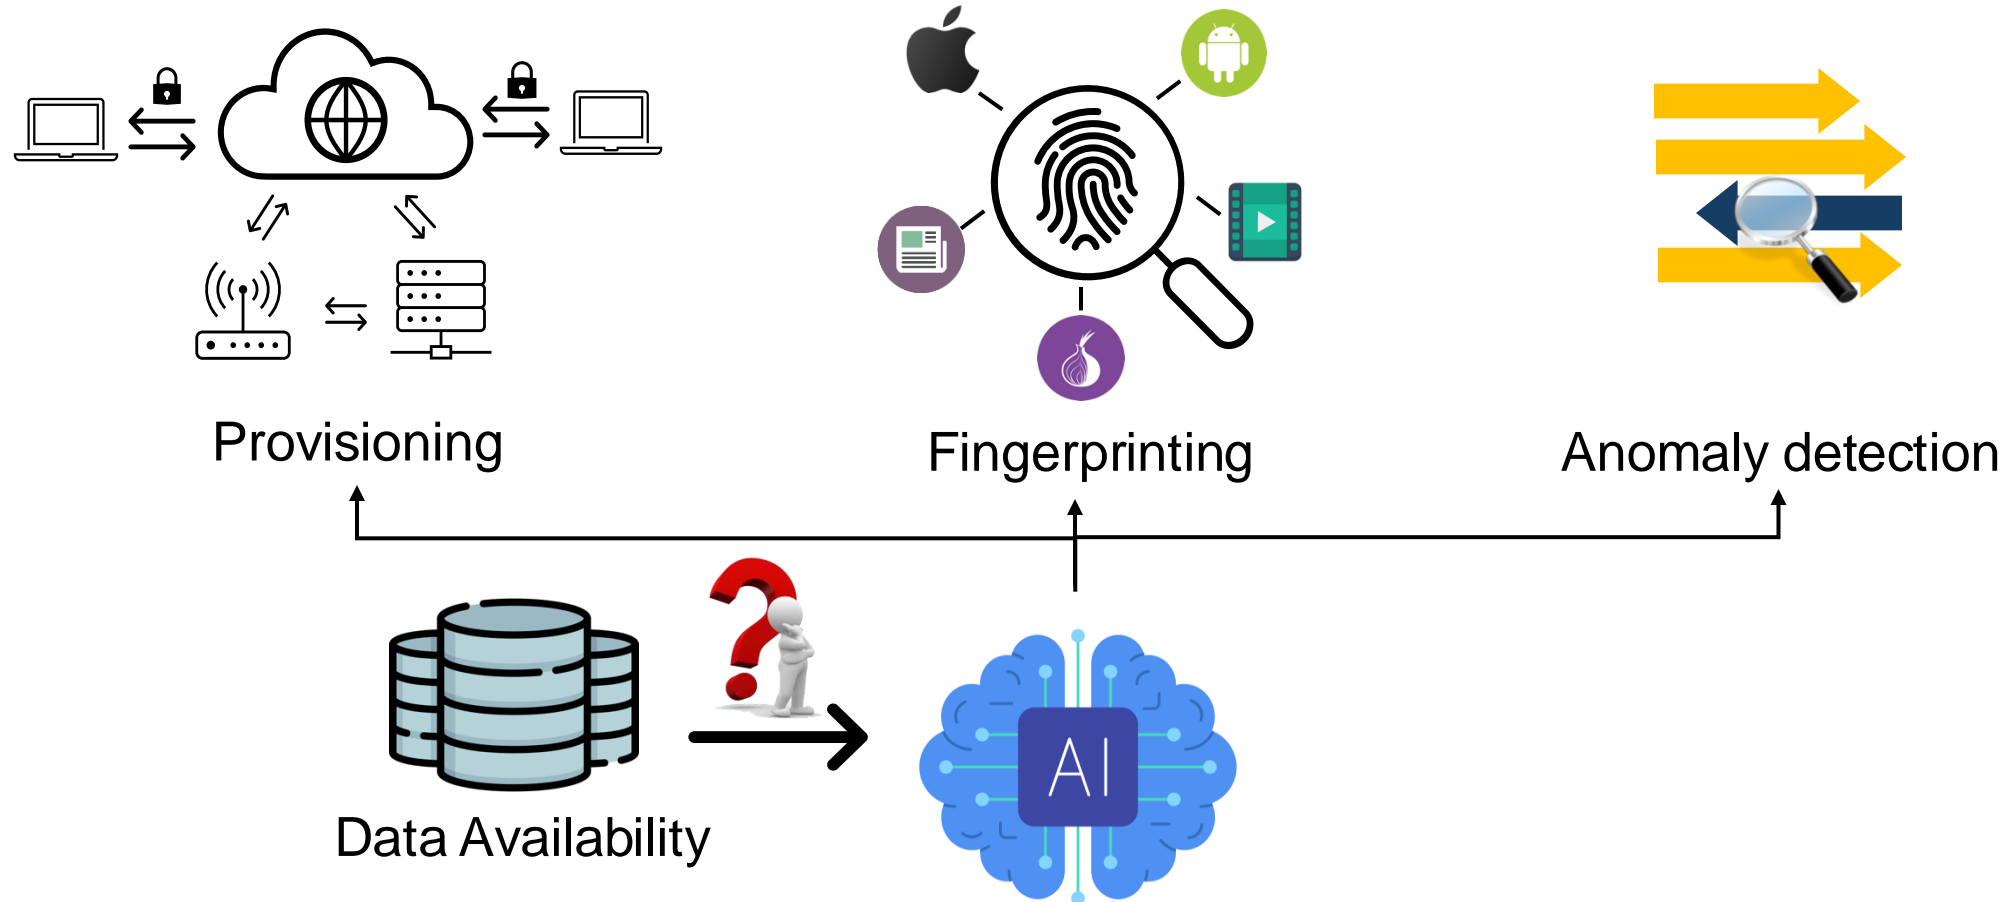 Provisioning
Fingerprinting
Anomaly detection
Data Availability
AI